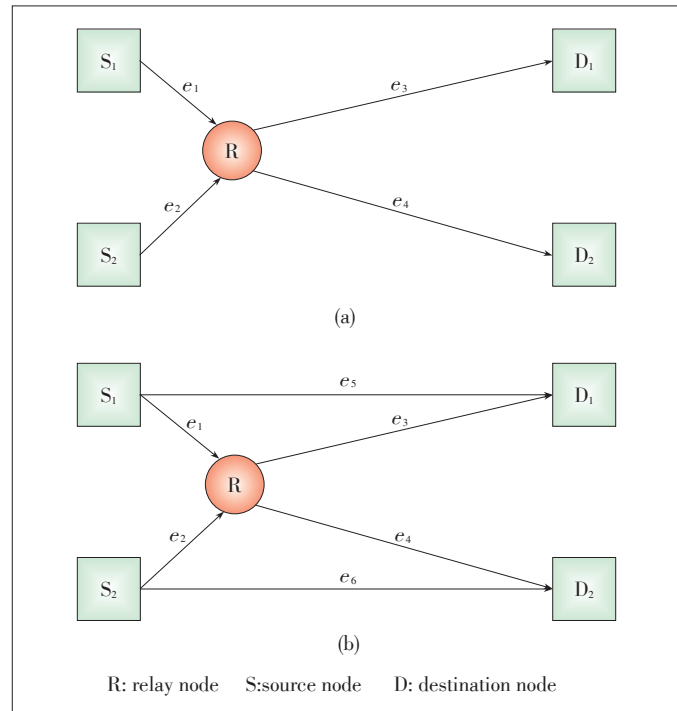 S₁
D₁
e₁
e₃
R
e₂
e₄
S₂
D₂
(a)
S₁
e₅
D₁
e₁
e₃
R
e₂
e₄
S₂
e₆
D₂
(b)
R: relay node S:source node D: destination node